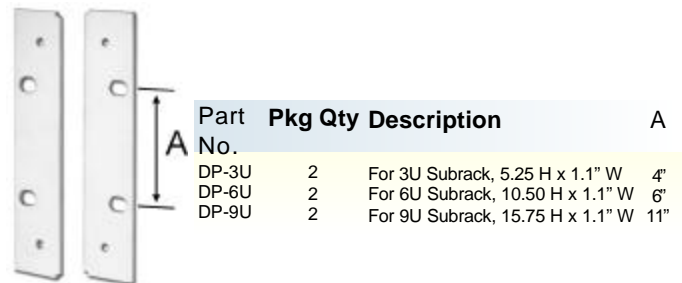 A
Part No. Pkg Qty Description A
DP-3U 2 For 3U Subrack, 5.25 H x 1.1” W 4”
DP-6U 2 For 6U Subrack, 10.50 H x 1.1” W 6”
DP-9U 2 For 9U Subrack, 15.75 H x 1.1” W 11”